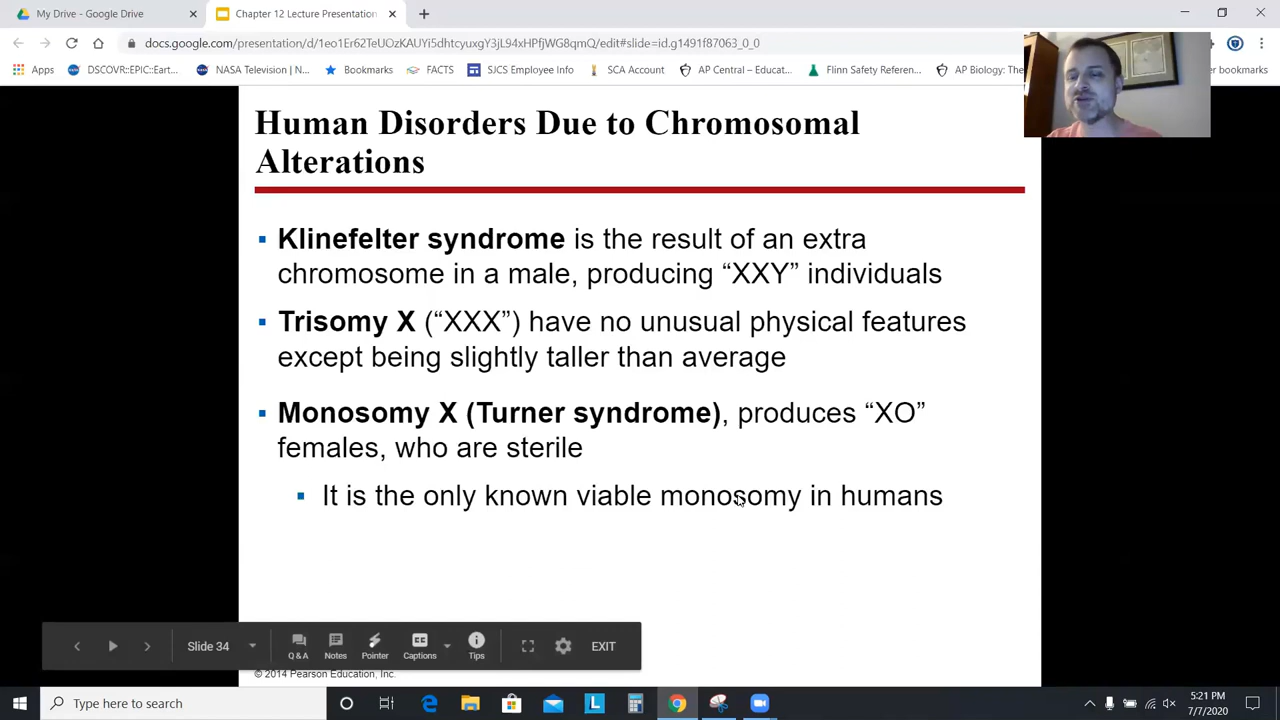 My Drive - Google Drive
Chapter 12 Lecture Presentation
docs.google.com/presentation/d/1eo1Er62TeUOzKAUYi5dhtoyuxgY3jL94xHPfjWG8qmQ/edit#slide=id.g1491f87063_0_0
Apps
DSCOVR::EPIC::Eart...
NASA Television | N...
Bookmarks
FACTS
SJCS Employee Info
SCA Account
AP Central – Educat...
Flinn Safety Referen...
AP Biology: The
er bookmarks
Human Disorders Due to Chromosomal
Alterations
Klinefelter syndrome is the result of an extra
chromosome in a male, producing “XXY” individuals
Trisomy X (“XXX”) have no unusual physical features
except being slightly taller than average
Monosomy X (Turner syndrome), produces “XO”
females, who are sterile
It is the only known viable monosomy in humans
Slide 34
Q & A
Notes
Pointer
Captions
Tips
EXIT
© 2014 Pearson Education, Inc.
Type here to search
5:21 PM
7/7/2020